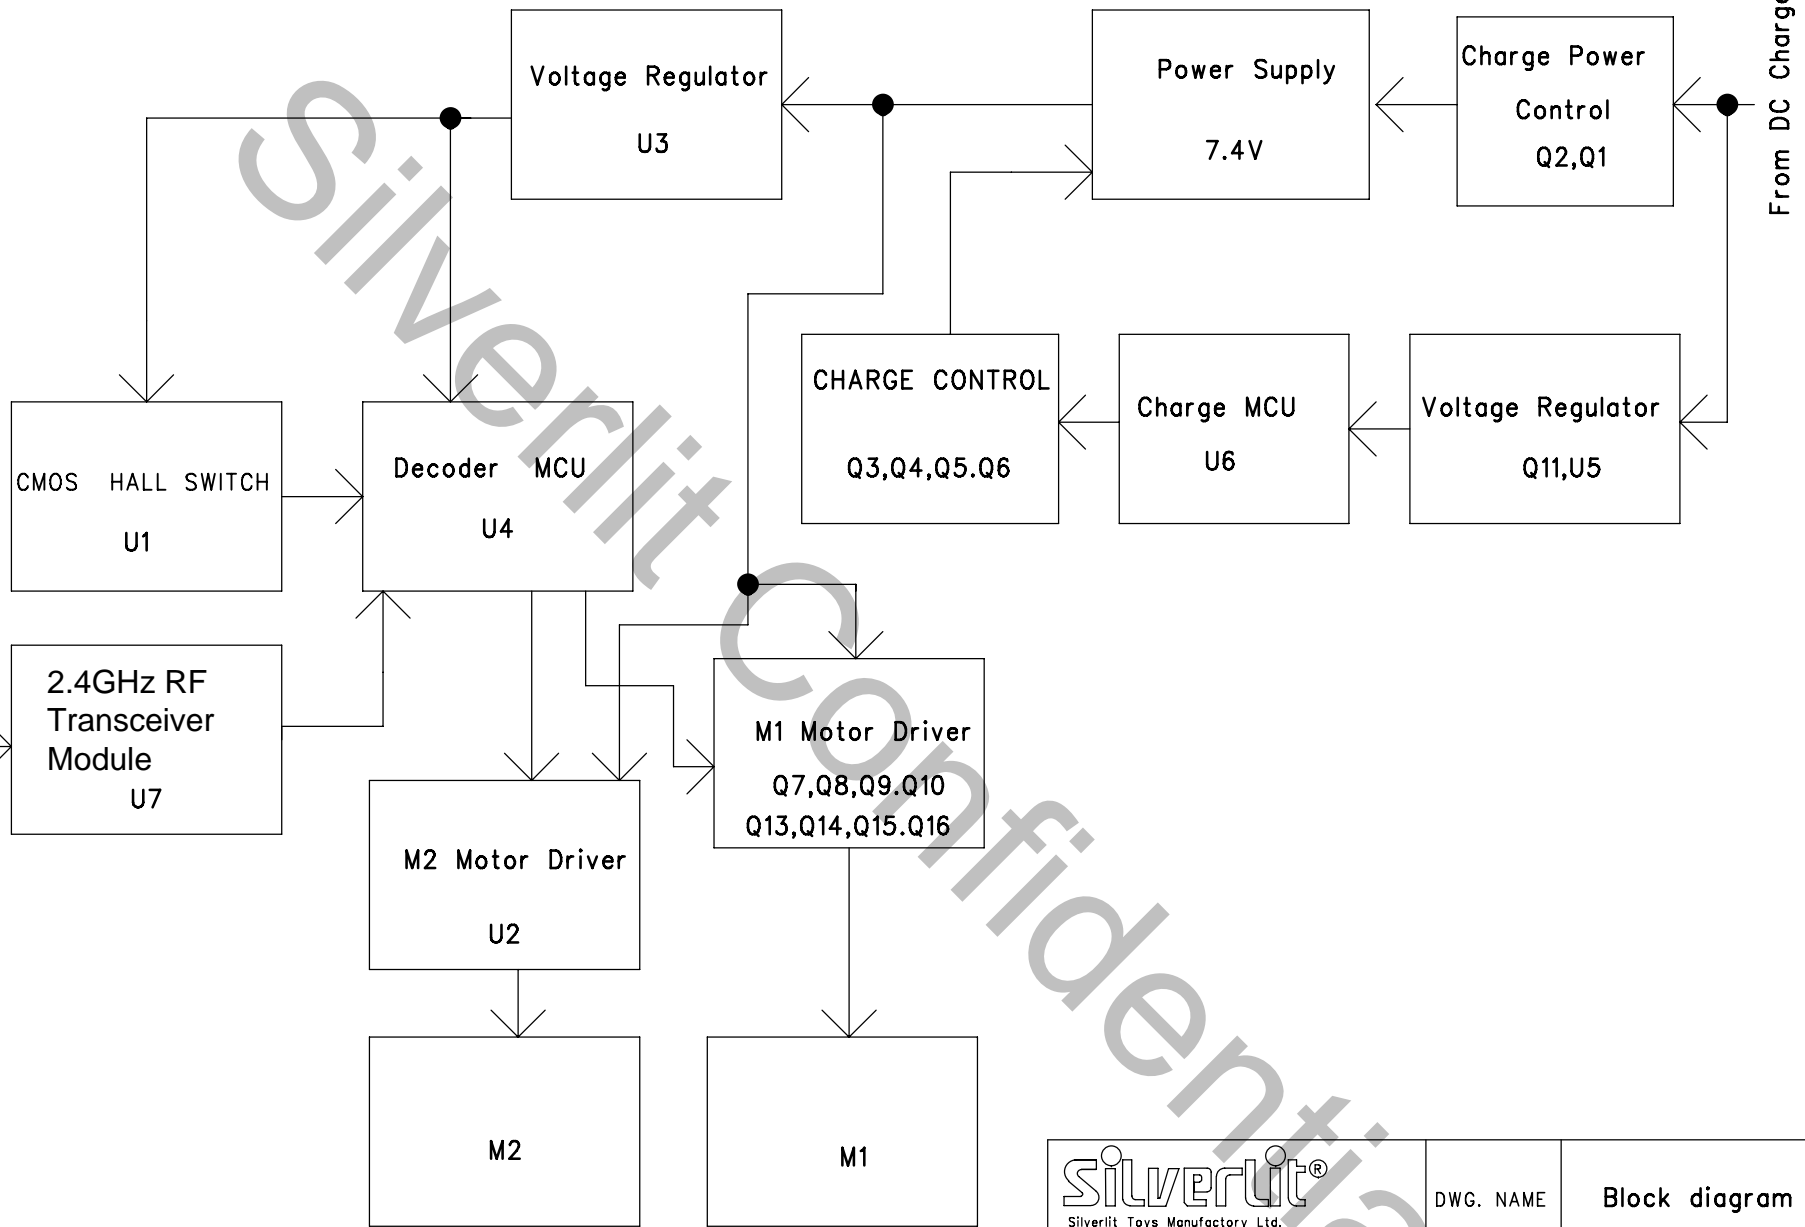 Voltage Regulator
U3
Power Supply
7.4V
Charge Power
Control
Q2,Q1
From DC Charge
CMOS HALL SWITCH
U1
Decoder MCU
U4
CHARGE CONTROL
Q3,Q4,Q5.Q6
Charge MCU
U6
Voltage Regulator
Q11,U5
2.4GHz RF
Transceiver
Module
U7
M1 Motor Driver
Q7,Q8,Q9.Q10
Q13,Q14,Q15.Q16
M2 Motor Driver
U2
M2
M1
Silverlit Confidentia
Silverlit®
Silverlit Toys Manufactory Ltd.
DWG. NAME
Block diagram